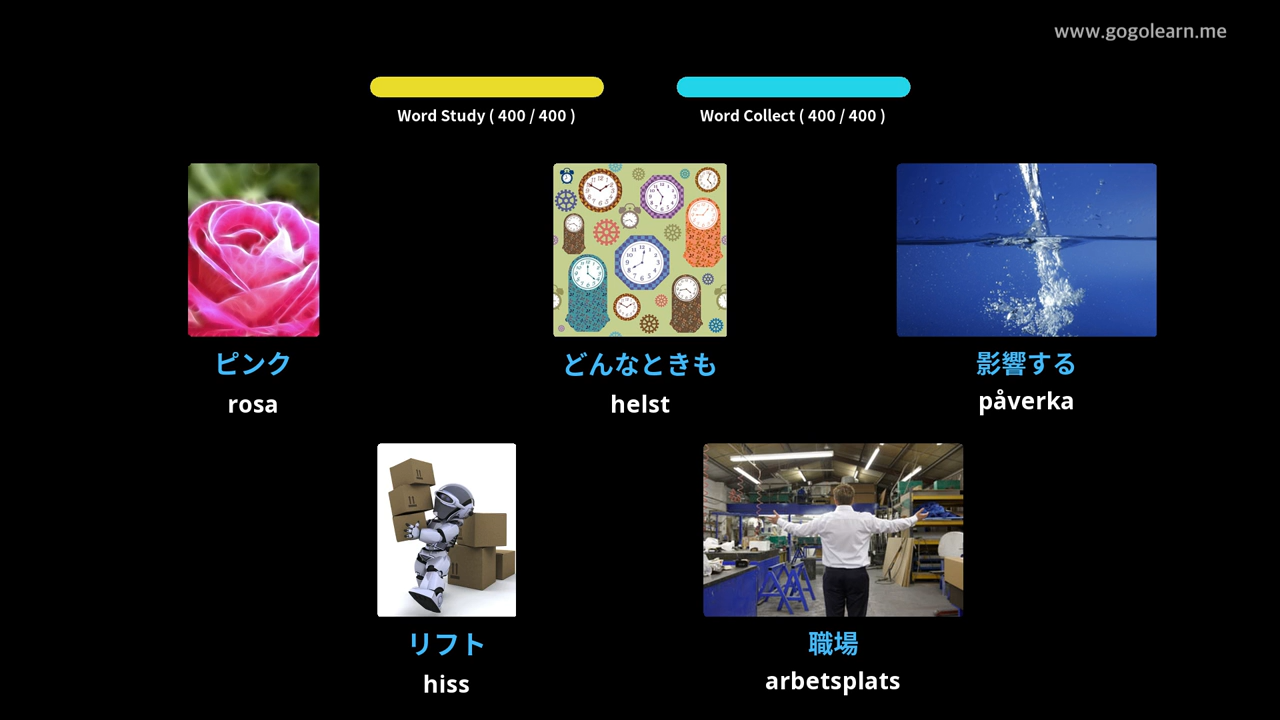 www.gogolearn.me
Word Study ( 400 / 400 )
Word Collect ( 400 / 400 )
ピンク
rosa
どんなときも
helst
影響する
påverka
リフト
hiss
職場
arbetsplats